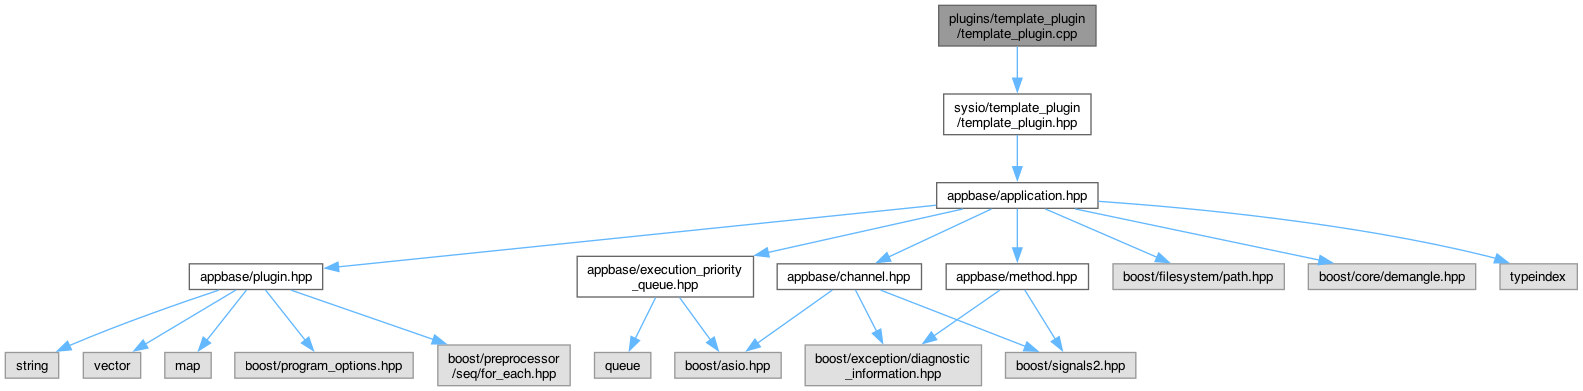 plugins/template_plugin
/template_plugin.cpp
sysio/template_plugin
/template_plugin.hpp
appbase/application.hpp
appbase/plugin.hpp
appbase/execution_priority
_queue.hpp
appbase/channel.hpp
appbase/method.hpp
boost/filesystem/path.hpp
boost/core/demangle.hpp
typeindex
string
vector
map
boost/program_options.hpp
boost/preprocessor
/seq/for_each.hpp
queue
boost/asio.hpp
boost/exception/diagnostic
_information.hpp
boost/signals2.hpp